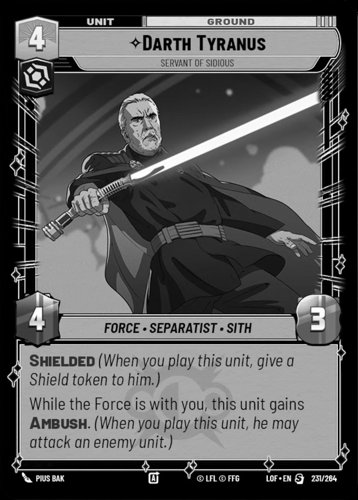 UNIT
GROUND
4
✧DARTH TYRANUS
SERVANT OF SIDIOUS
4
3
FORCE • SEPARATIST • SITH
SHIELDED (When you play this unit, give a
Shield token to him.)
While the Force is with you, this unit gains
AMBUSH. (When you play this unit, he may
attack an enemy unit.)
PIUS BAK
© LFL © FFG
LOF • EN
231/264